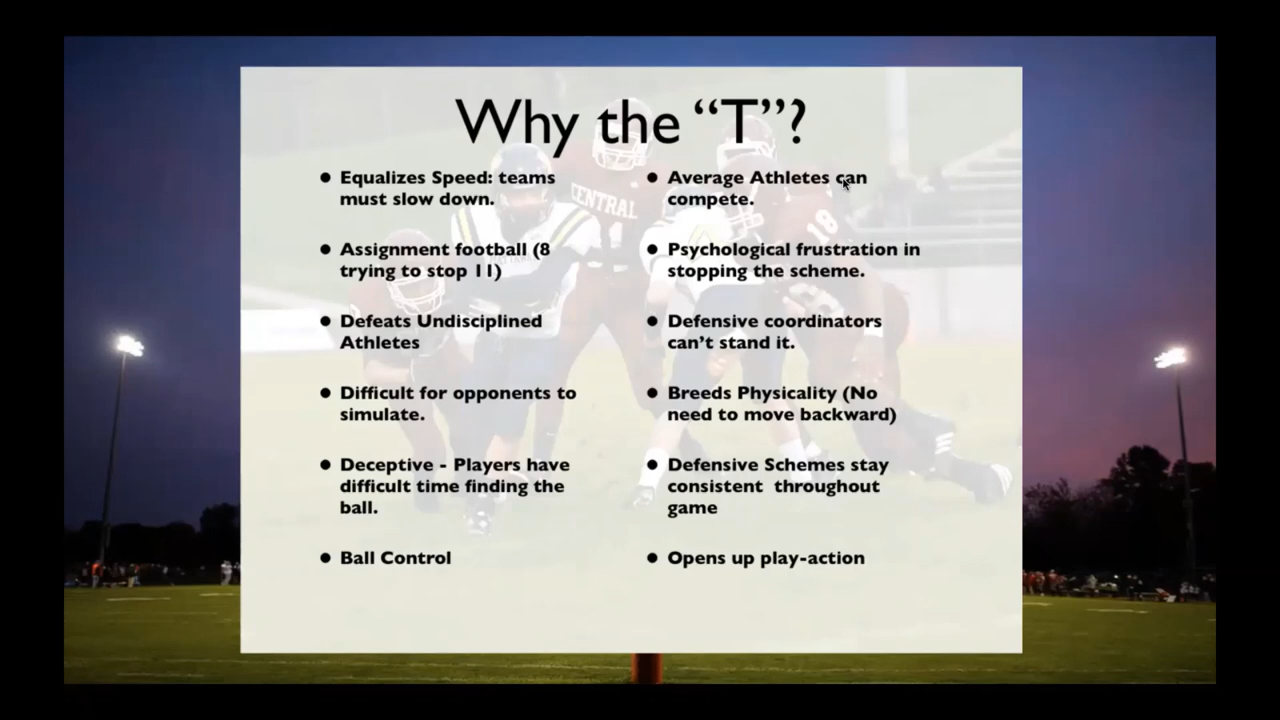 Why the “T”?
• Equalizes Speed: teams
must slow down.
• Assignment football (8
trying to stop 11)
• Defeats Undisciplined
Athletes
• Difficult for opponents to
simulate.
• Deceptive - Players have
difficult time finding the
ball.
• Ball Control
• Average Athletes can
compete.
• Psychological frustration in
stopping the scheme.
• Defensive coordinators
can’t stand it.
• Breeds Physicality (No
need to move backward)
• Defensive Schemes stay
consistent throughout
game
• Opens up play-action
CENTRAL
18